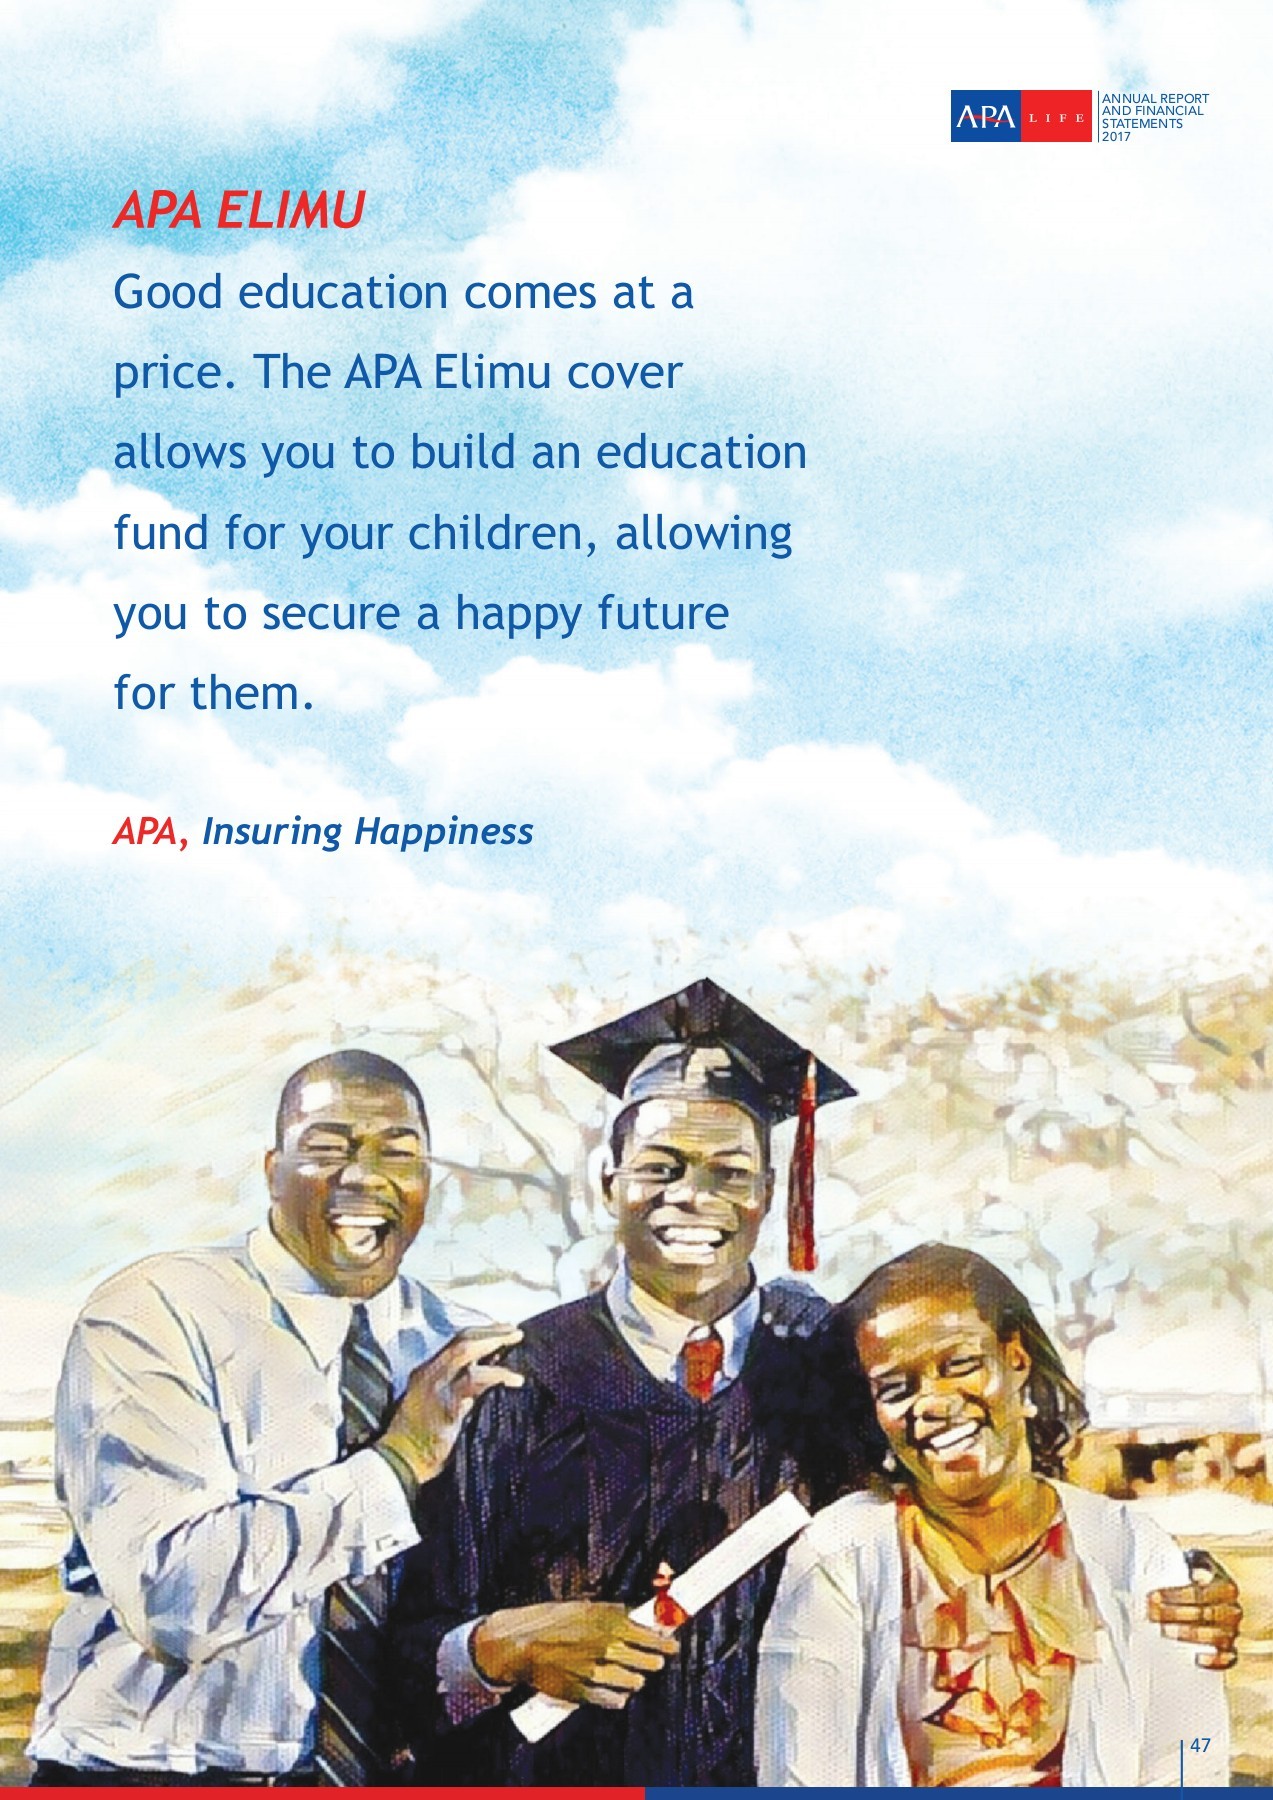 APA LIFE
ANNUAL REPORT
AND FINANCIAL
STATEMENTS
2017
APA ELIMU
Good education comes at a
price. The APA Elimu cover
allows you to build an education
fund for your children, allowing
you to secure a happy future
for them.
APA, Insuring Happiness
47